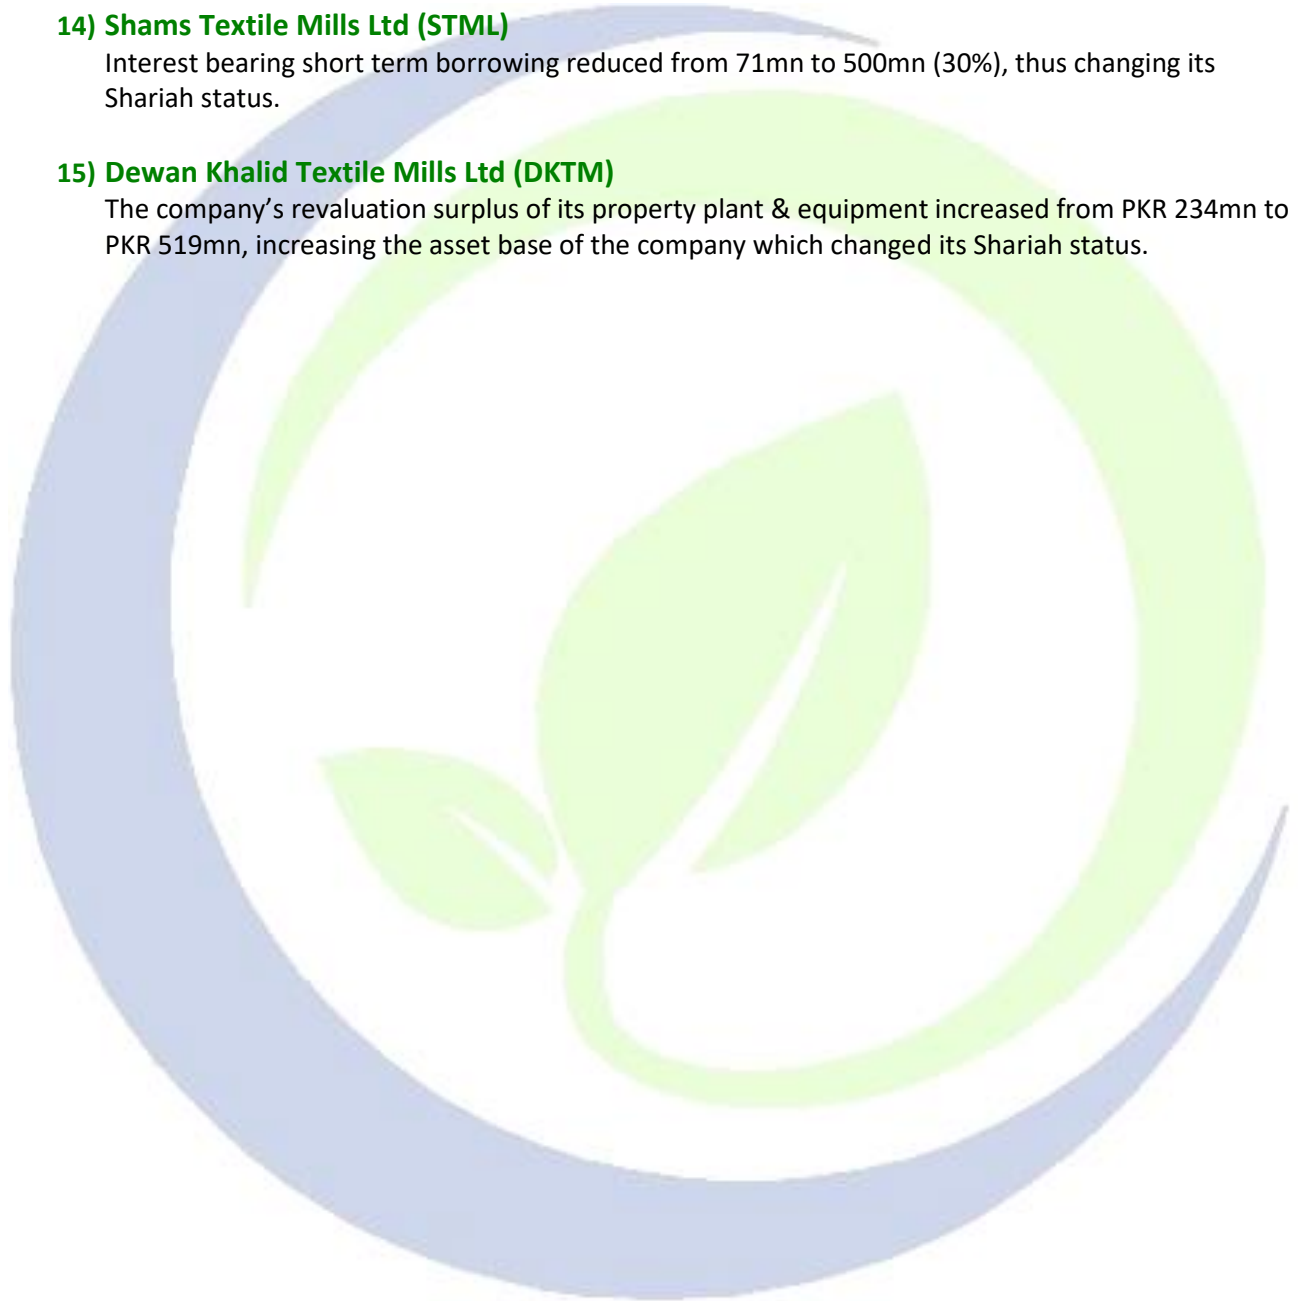 14) Shams Textile Mills Ltd (STML)
Interest bearing short term borrowing reduced from 71mn to 500mn (30%), thus changing its
Shariah status.
15) Dewan Khalid Textile Mills Ltd (DKTM)
The company’s revaluation surplus of its property plant & equipment increased from PKR 234mn to
PKR 519mn, increasing the asset base of the company which changed its Shariah status.